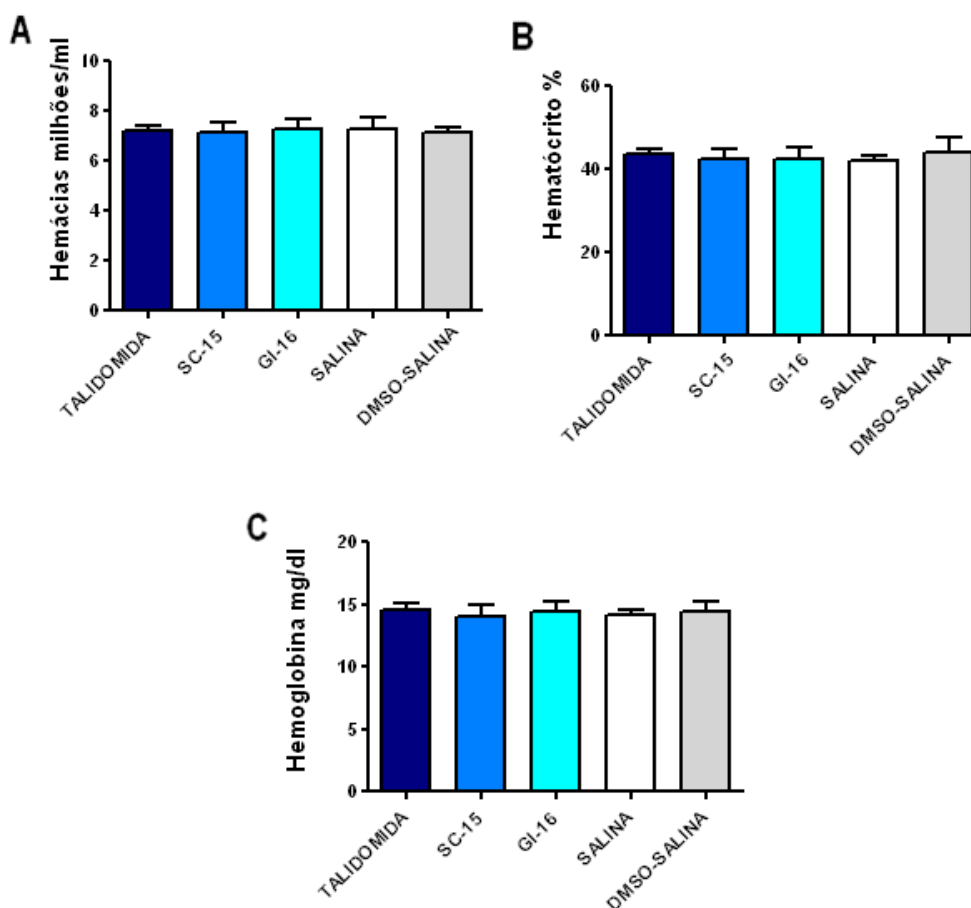 A
Hemácias milhões/ml
10
8
6
4
2
0
TALIDOMIDA
SC-15
GI-16
SALINA
DMSO-SALINA
B
Hematócrito %
60
40
20
0
TALIDOMIDA
SC-15
GI-16
SALINA
DMSO-SALINA
C
Hemoglobina mg/dl
20
15
10
5
0
TALIDOMIDA
SC-15
GI-16
SALINA
DMSO-SALINA